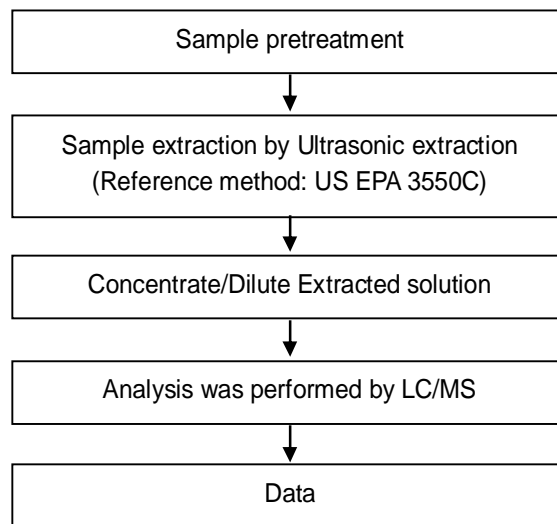 Sample pretreatment
Sample extraction by Ultrasonic extraction
(Reference method: US EPA 3550C)
Concentrate/Dilute Extracted solution
Analysis was performed by LC/MS
Data